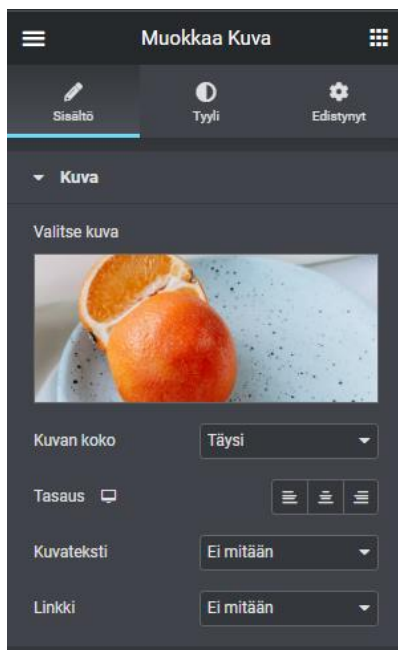 Muokkaa Kuva
Sisältö Tyyli Edistynyt
Kuva
Valitse kuva
Kuvan koko Täysi
Tasaus
Kuvateksti Ei mitään
Linkki Ei mitään